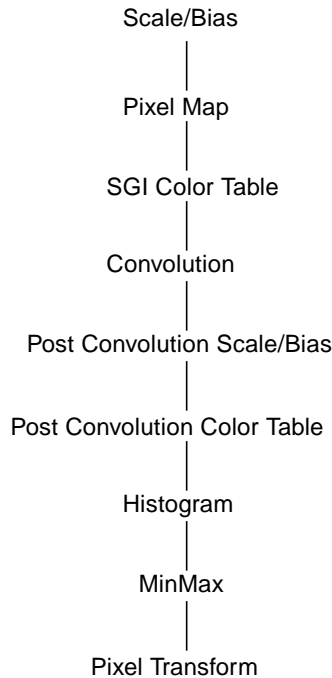 Scale/Bias
Pixel Map
SGI Color Table
Convolution
Post Convolution Scale/Bias
Post Convolution Color Table
Histogram
MinMax
Pixel Transform